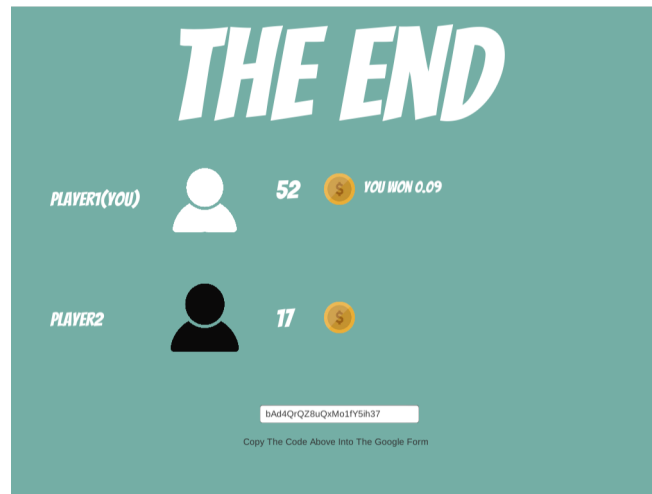 THE END
PLAYER1(YOU) 52 $ YOU WON 0.09
PLAYER2 17 $
bAd4QrQZ8uQxMo1fY5ih37
Copy The Code Above Into The Google Form